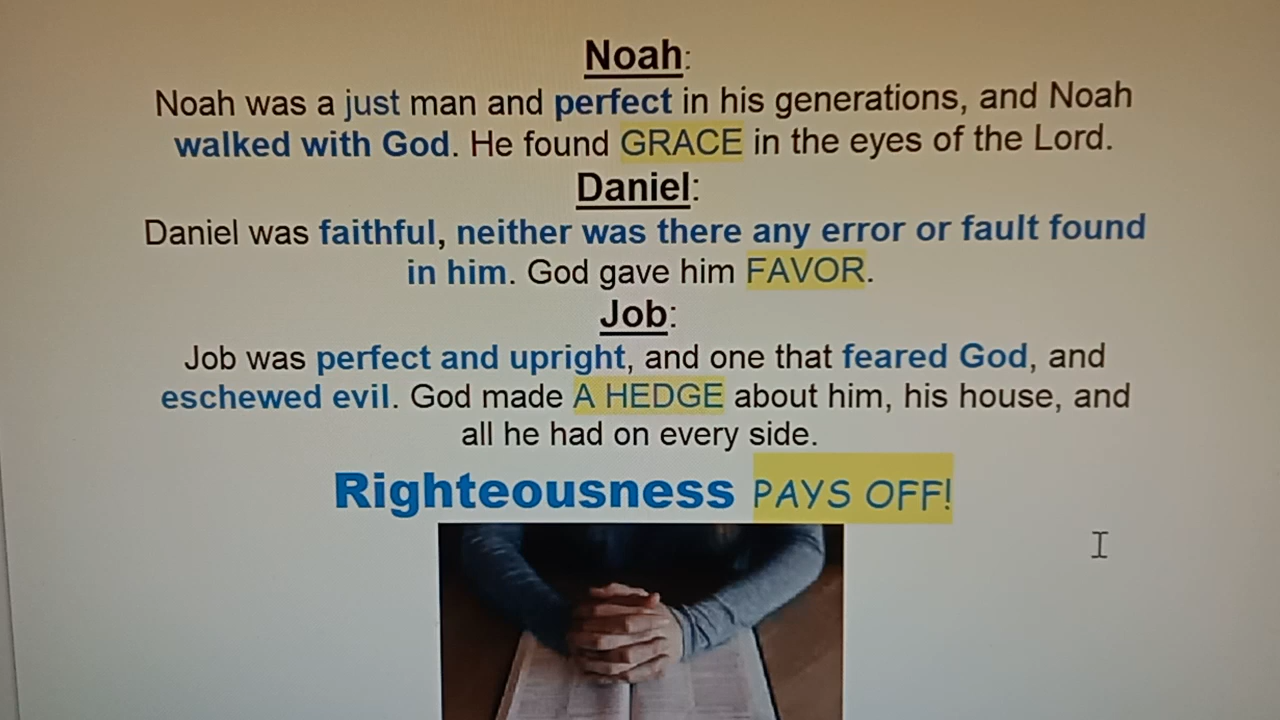 Noah:
Noah was a just man and perfect in his generations, and Noah
walked with God. He found GRACE in the eyes of the Lord.
Daniel:
Daniel was faithful, neither was there any error or fault found
in him. God gave him FAVOR.
Job:
Job was perfect and upright, and one that feared God, and
eschewed evil. God made A HEDGE about him, his house, and
all he had on every side.
Righteousness PAYS OFF!